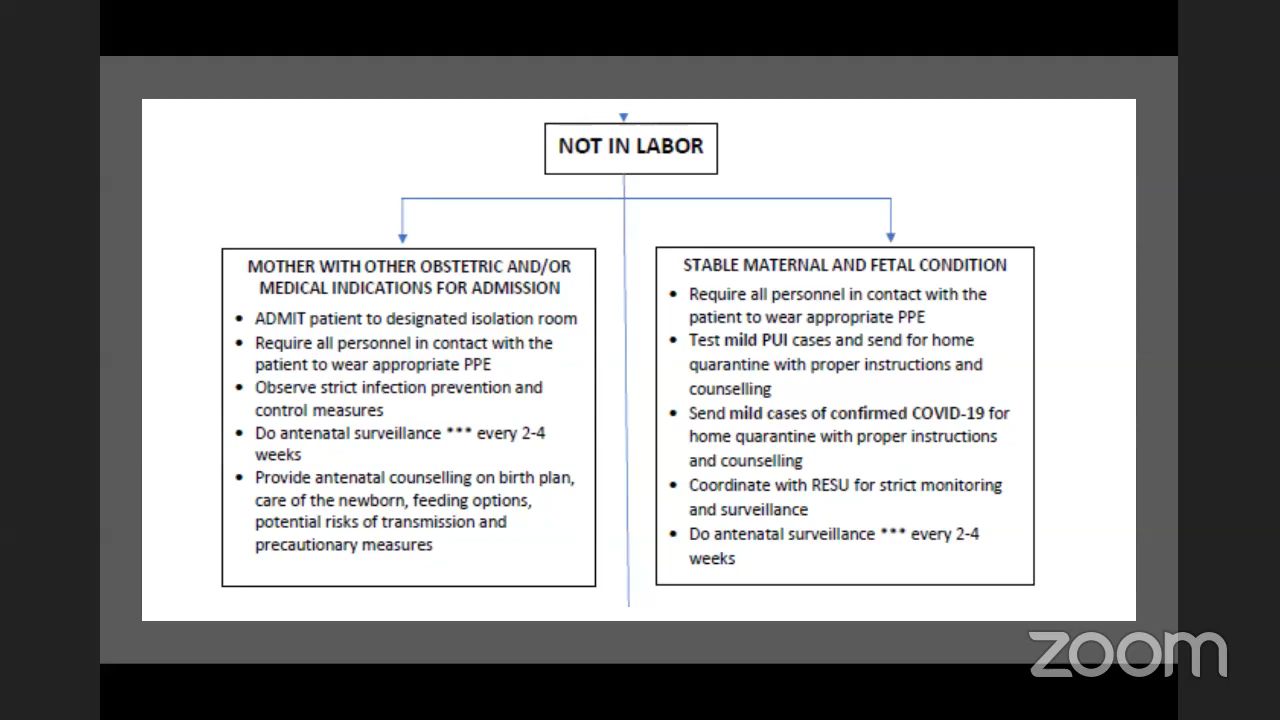 NOT IN LABOR
MOTHER WITH OTHER OBSTETRIC AND/OR
MEDICAL INDICATIONS FOR ADMISSION
• ADMIT patient to designated isolation room
• Require all personnel in contact with the
patient to wear appropriate PPE
• Observe strict infection prevention and
control measures
• Do antenatal surveillance *** every 2-4
weeks
• Provide antenatal counselling on birth plan,
care of the newborn, feeding options,
potential risks of transmission and
precautionary measures
STABLE MATERNAL AND FETAL CONDITION
• Require all personnel in contact with the
patient to wear appropriate PPE
• Test mild PUI cases and send for home
quarantine with proper instructions and
counselling
• Send mild cases of confirmed COVID-19 for
home quarantine with proper instructions
and counselling
• Coordinate with RESU for strict monitoring
and surveillance
• Do antenatal surveillance *** every 2-4
weeks
zoom